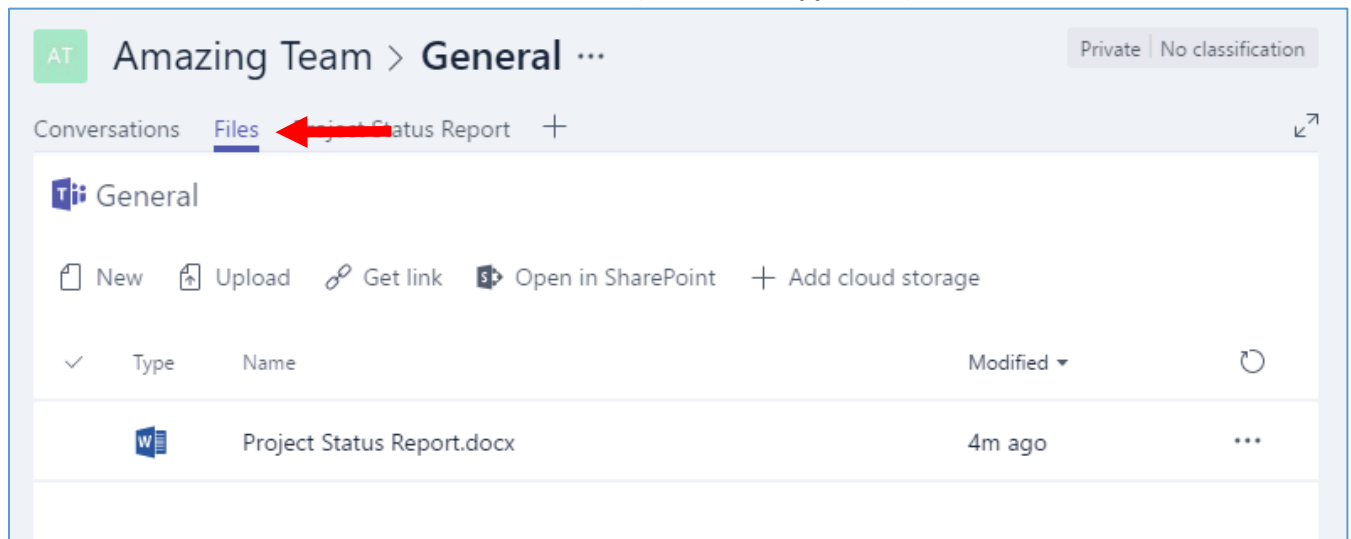 AT Amazing Team > General ...
Private | No classification
Conversations Files Project Status Report +
General
New Upload Get link Open in SharePoint + Add cloud storage
Type Name Modified
Project Status Report.docx 4m ago ...